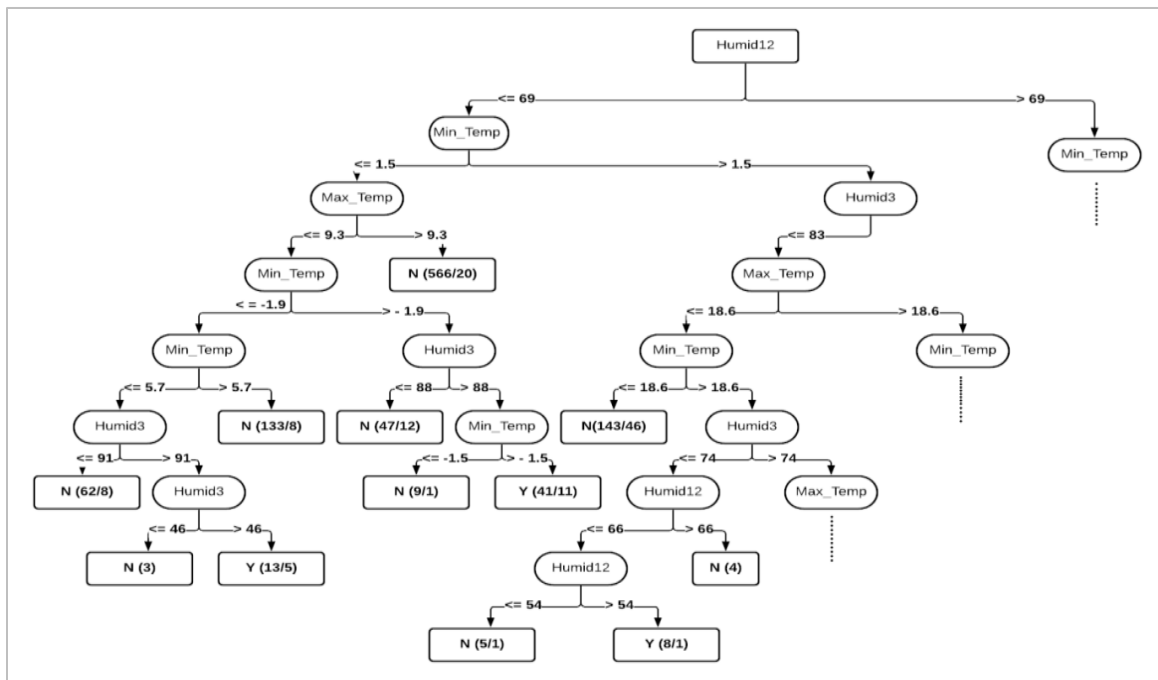 Humid12
<= 69 > 69
Min_Temp Min_Temp
<= 1.5 > 1.5
Max_Temp Humid3
<= 9.3 > 9.3 <= 83
Min_Temp N (566/20) Max_Temp
< = -1.9 > - 1.9 <= 18.6 > 18.6
Min_Temp Humid3 Min_Temp Min_Temp
<= 5.7 > 5.7 <= 88 > 88 <= 18.6 > 18.6
Humid3 N (133/8) N (47/12) Min_Temp N(143/46) Humid3
<= 91 > 91 <= -1.5 > - 1.5 <= 74 > 74
N (62/8) Humid3 N (9/1) Y (41/11) Humid12 Max_Temp
<= 46 > 46 <= 66 > 66
N (3) Y (13/5) Humid12 N (4)
<= 54 > 54
N (5/1) Y (8/1)